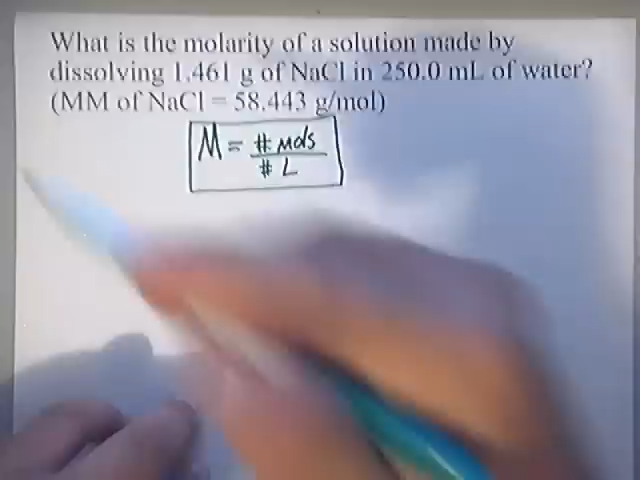 What is the molarity of a solution made by
dissolving 1.461 g of NaCl in 250.0 mL of water?
(MM of NaCl = 58.443 g/mol)
M = # mols
# L